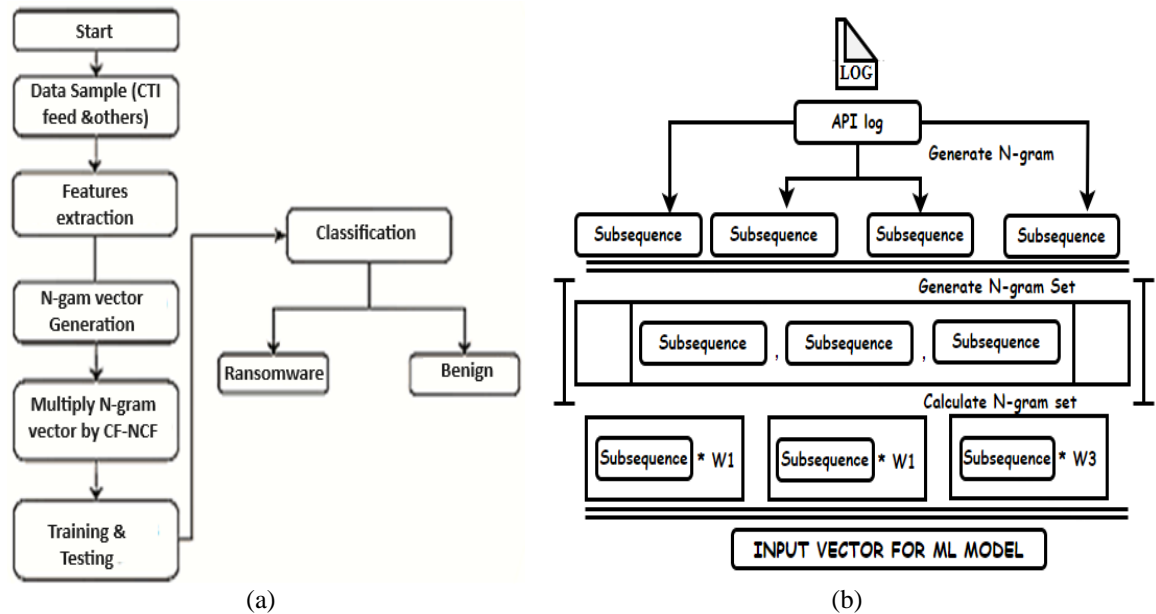 Start
Data Sample (CTI
feed &others)
Features
extraction
N-gam vector
Generation
Multiply N-gram
vector by CF-NCF
Training &
Testing
Classification
Ransomware
Benign
(a)
LOG
API log
Generate N-gram
Subsequence
Subsequence
Subsequence
Subsequence
Generate N-gram Set
Subsequence , Subsequence , Subsequence
Calculate N-gram set
Subsequence * W1
Subsequence * W1
Subsequence * W3
INPUT VECTOR FOR ML MODEL
(b)